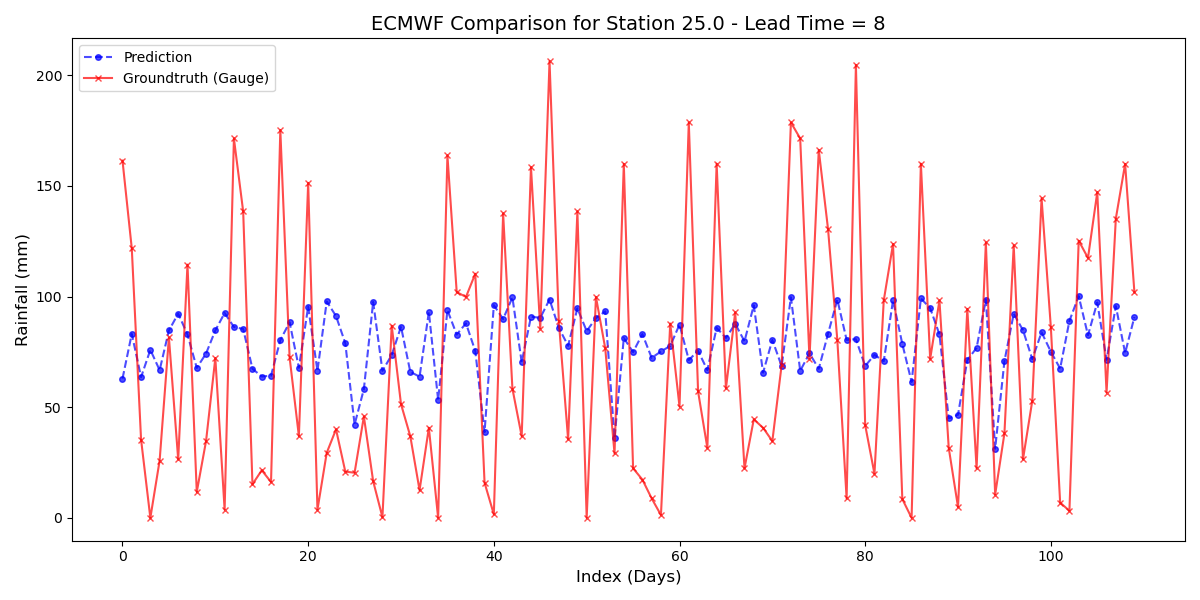 ECMWF Comparison for Station 25.0 - Lead Time = 8
Prediction
Groundtruth (Gauge)
Rainfall (mm)
200
150
100
50
0
0 20 40 60 80 100
Index (Days)